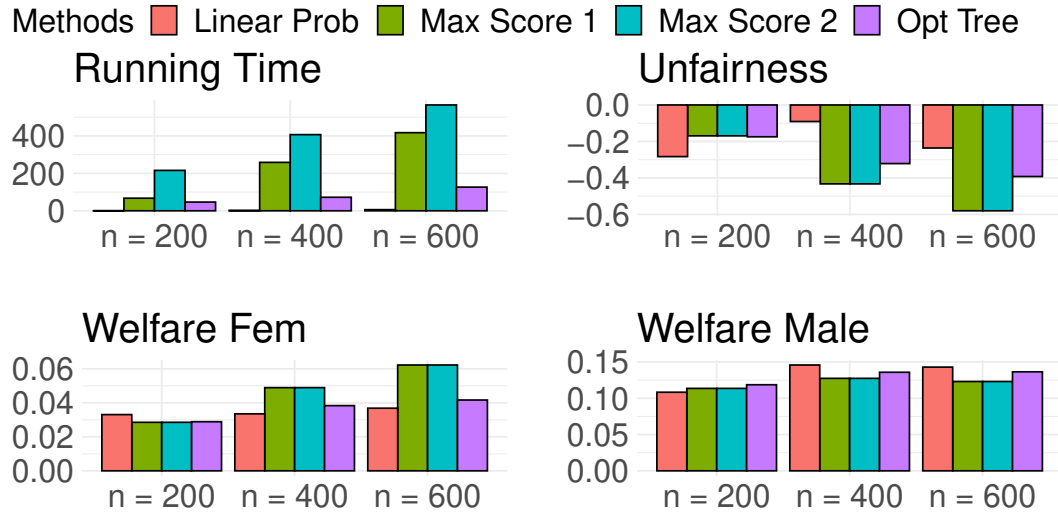 Methods Linear Prob Max Score 1 Max Score 2 Opt Tree
Running Time
400
200
0
n = 200 n = 400 n = 600
Unfairness
0.0
−0.2
−0.4
−0.6
n = 200 n = 400 n = 600
Welfare Fem
0.06
0.04
0.02
0.00
n = 200 n = 400 n = 600
Welfare Male
0.15
0.10
0.05
0.00
n = 200 n = 400 n = 600